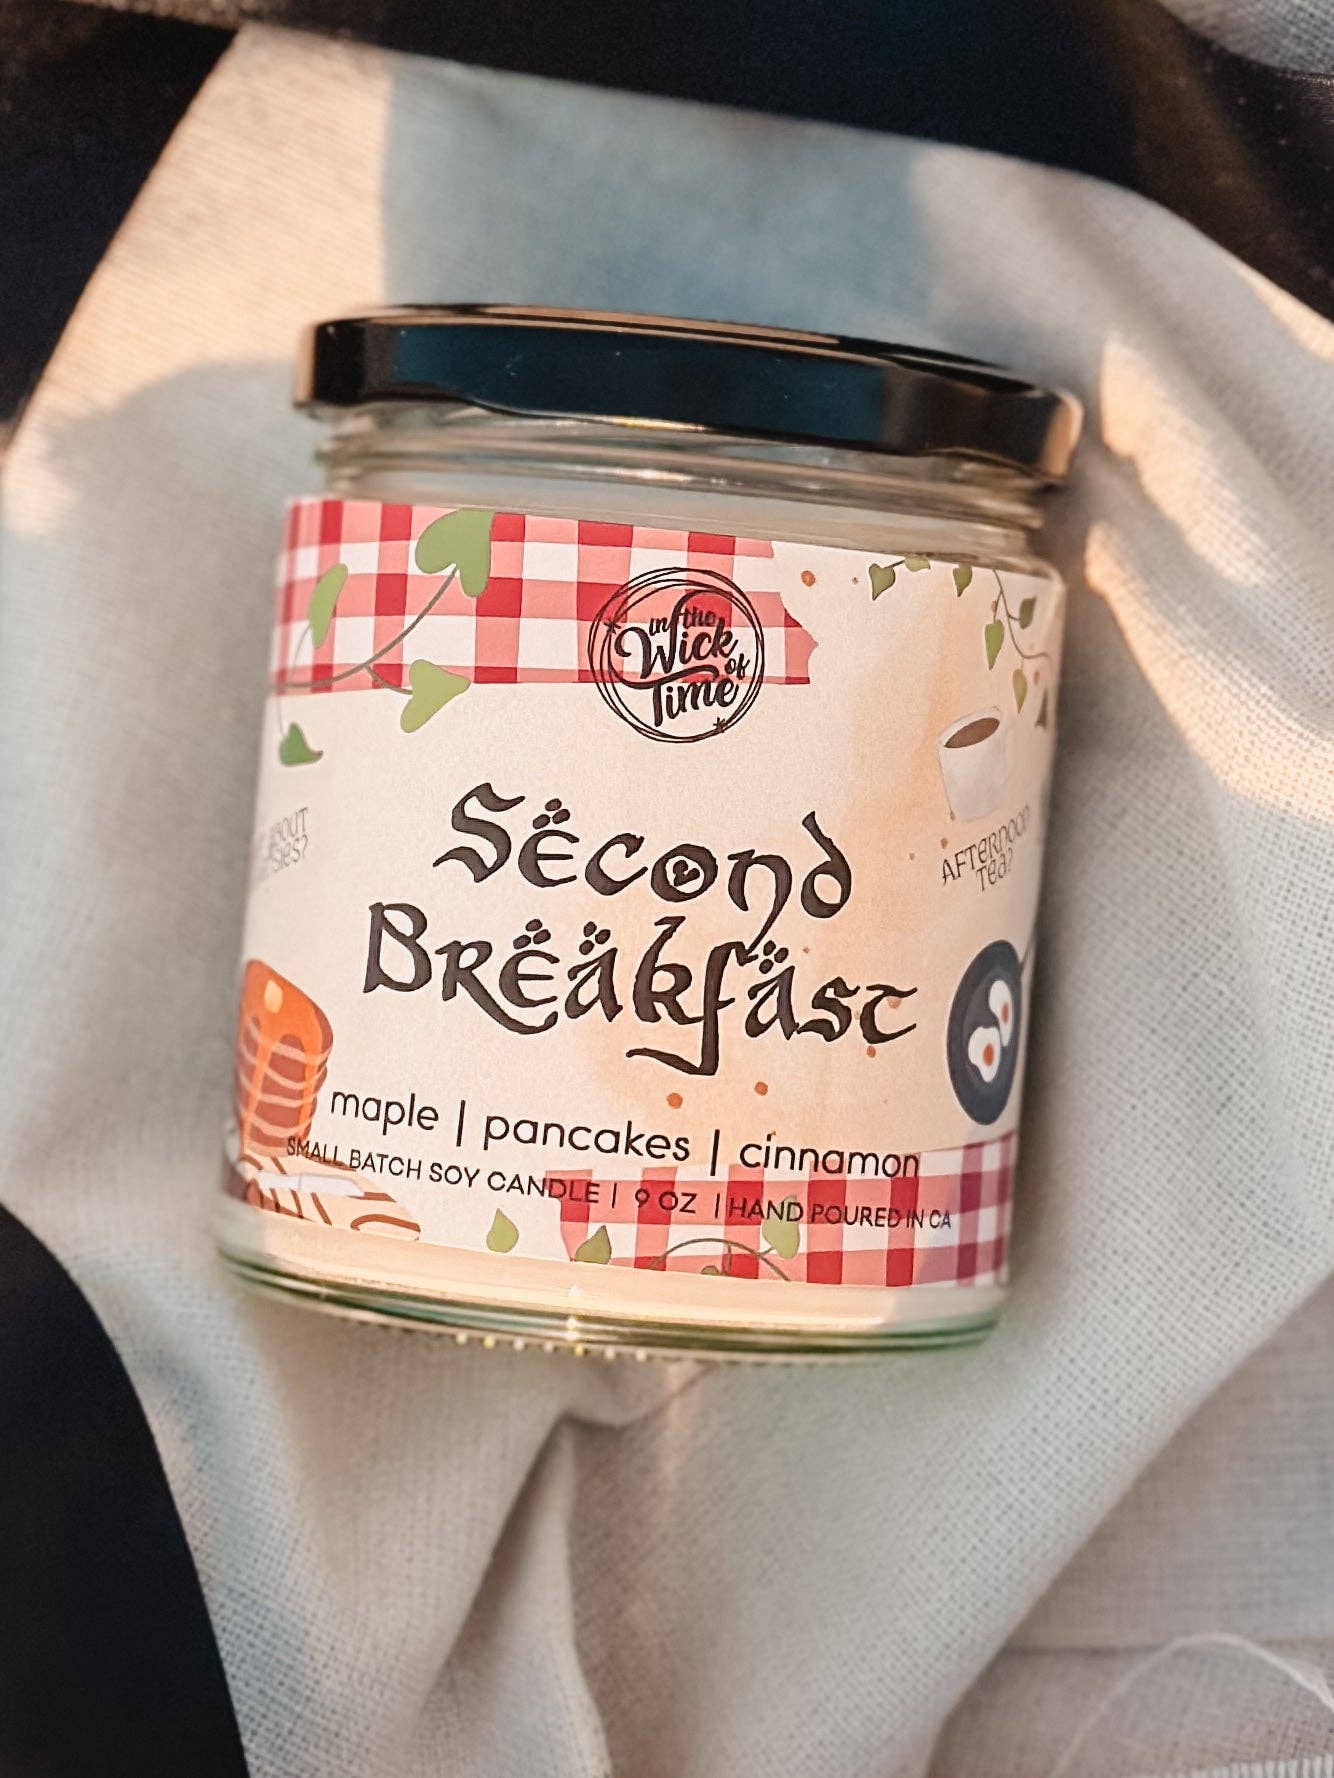 in the
Wick
of
Time
Second
Breakfast
ABOUT
AFTERNOON
TEA?
maple | pancakes | cinnamon
SMALL BATCH SOY CANDLE | 9 OZ | HAND POURED IN CA